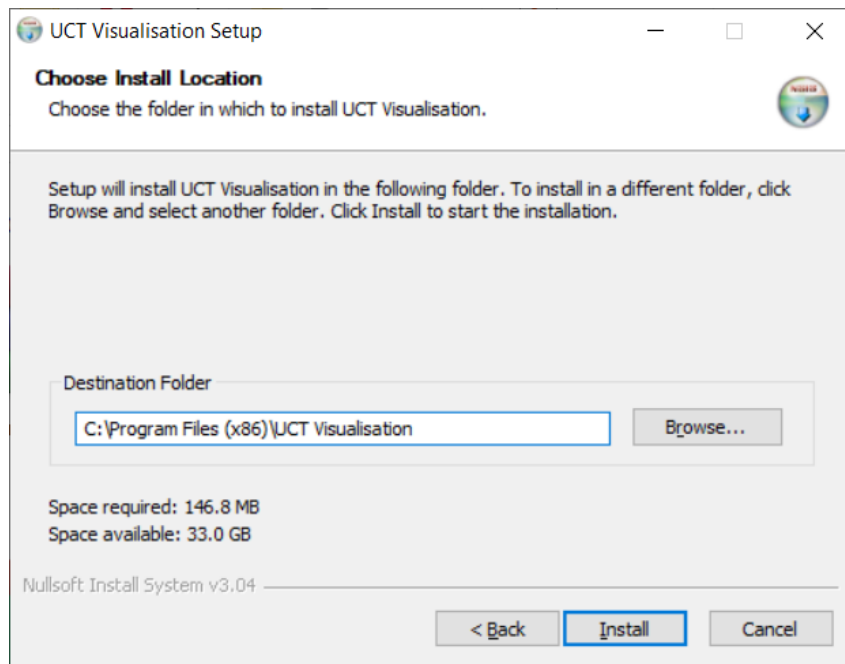 UCT Visualisation Setup
Choose Install Location
Choose the folder in which to install UCT Visualisation.
Setup will install UCT Visualisation in the following folder. To install in a different folder, click
Browse and select another folder. Click Install to start the installation.
Destination Folder
C:\Program Files (x86)\UCT Visualisation
Browse...
Space required: 146.8 MB
Space available: 33.0 GB
Nullsoft Install System v3.04
< Back
Install
Cancel